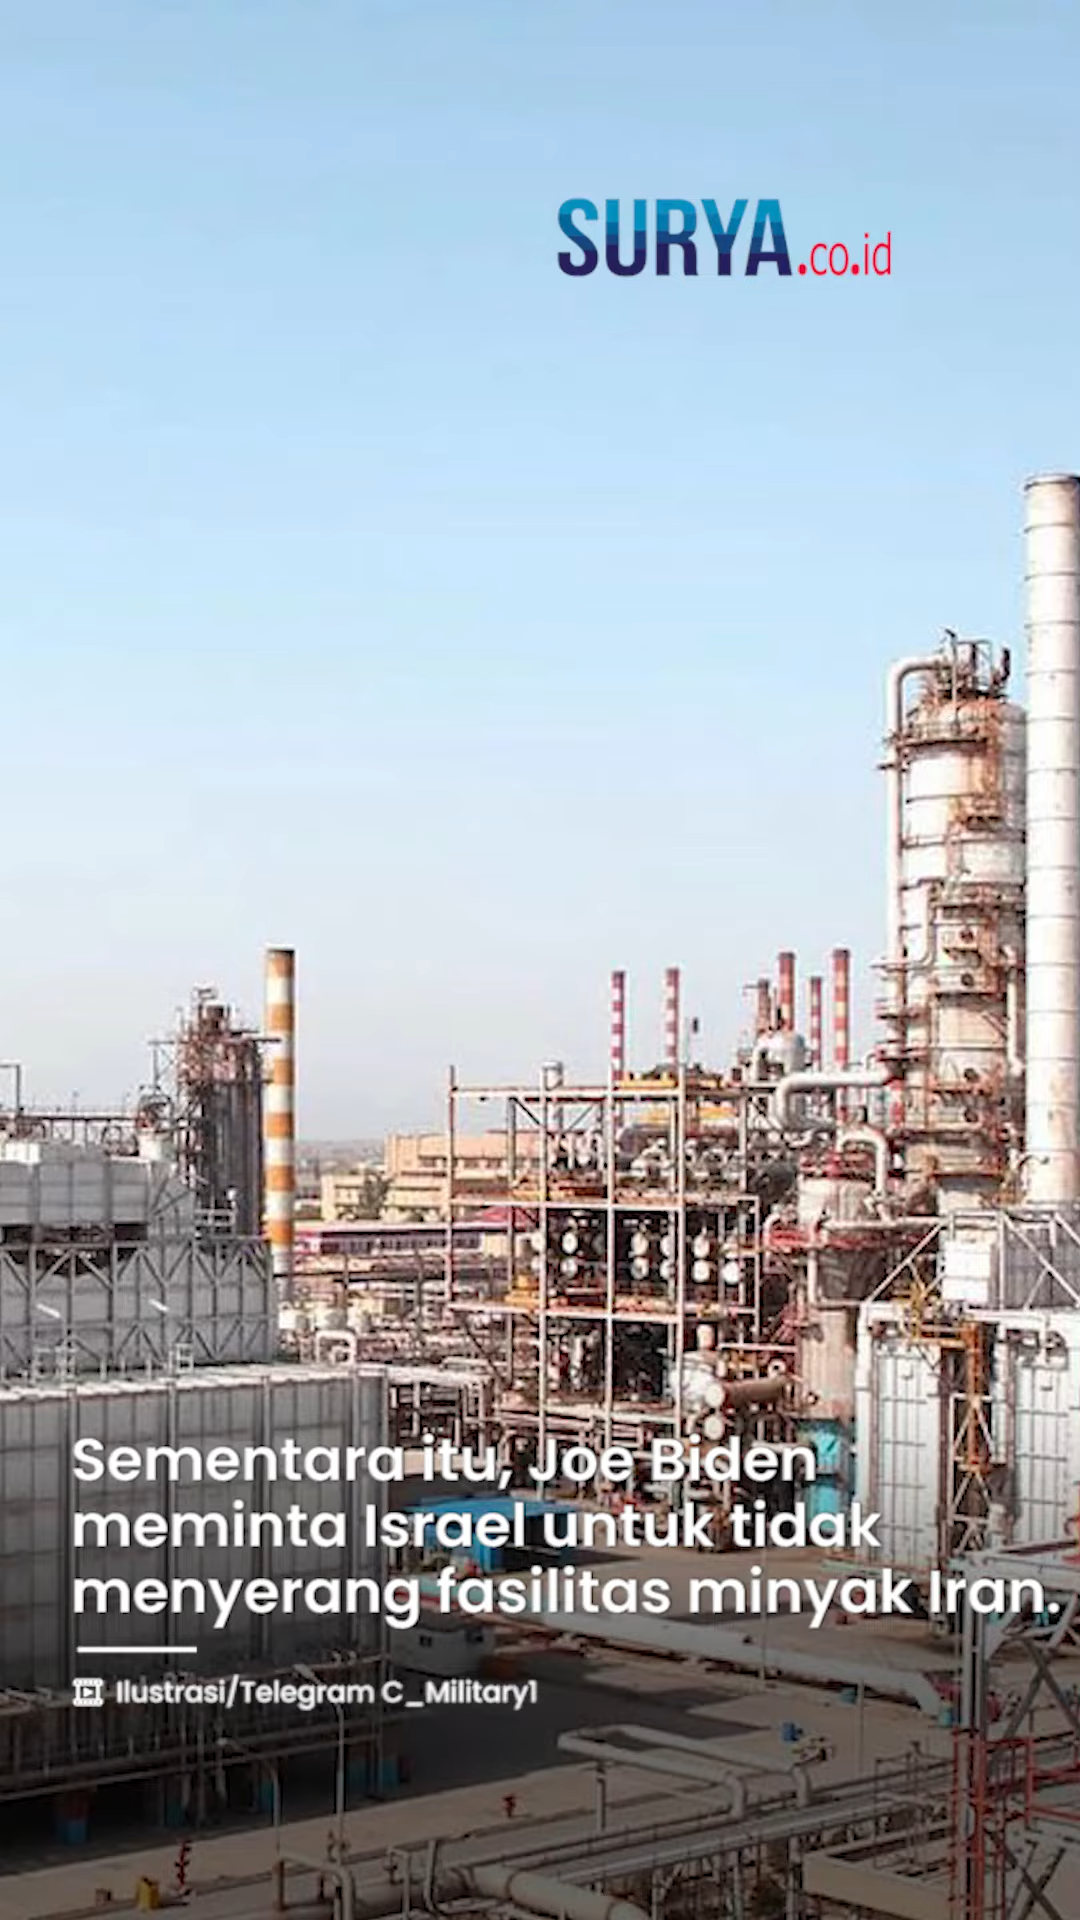 SURYA.co.id
Sementara itu, Joe Biden
meminta Israel untuk tidak
menyerang fasilitas minyak Iran.
Ilustrasi/Telegram C_Military1